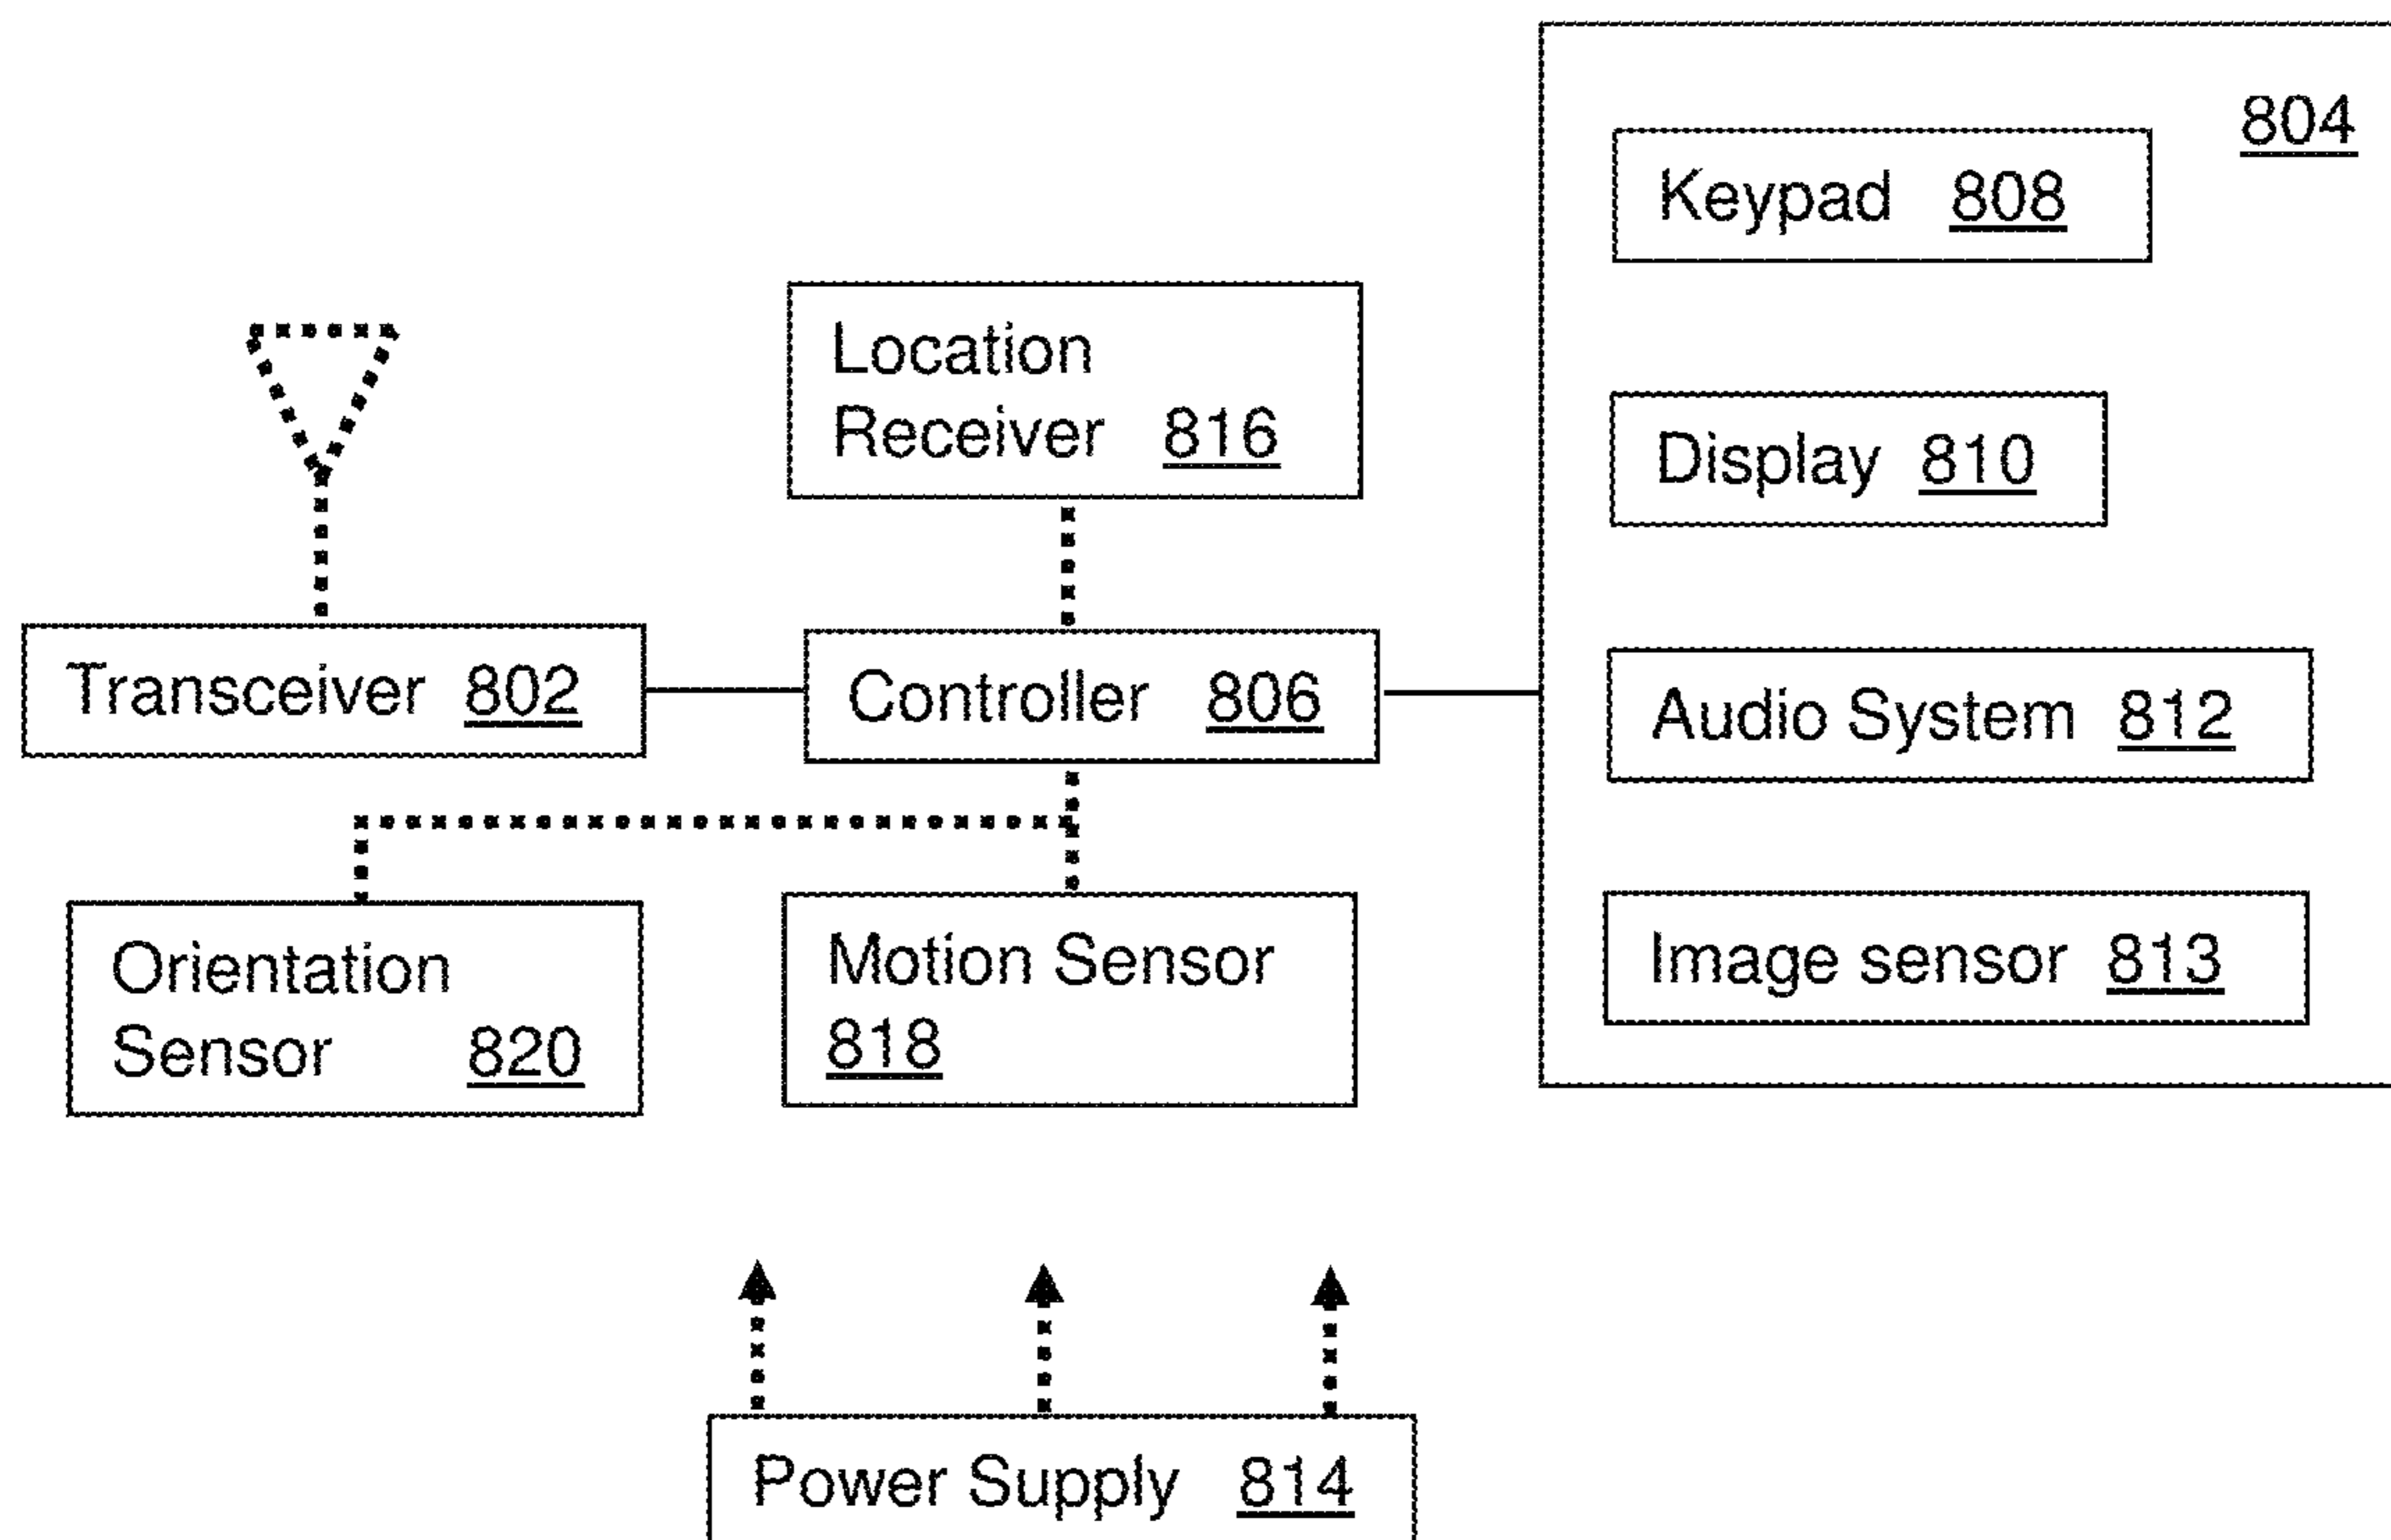 804
Keypad 808
Location
Receiver 816
Display 810
Transceiver 802
Controller 806
Audio System 812
Orientation
Sensor 820
Motion Sensor
818
Image sensor 813
Power Supply 814